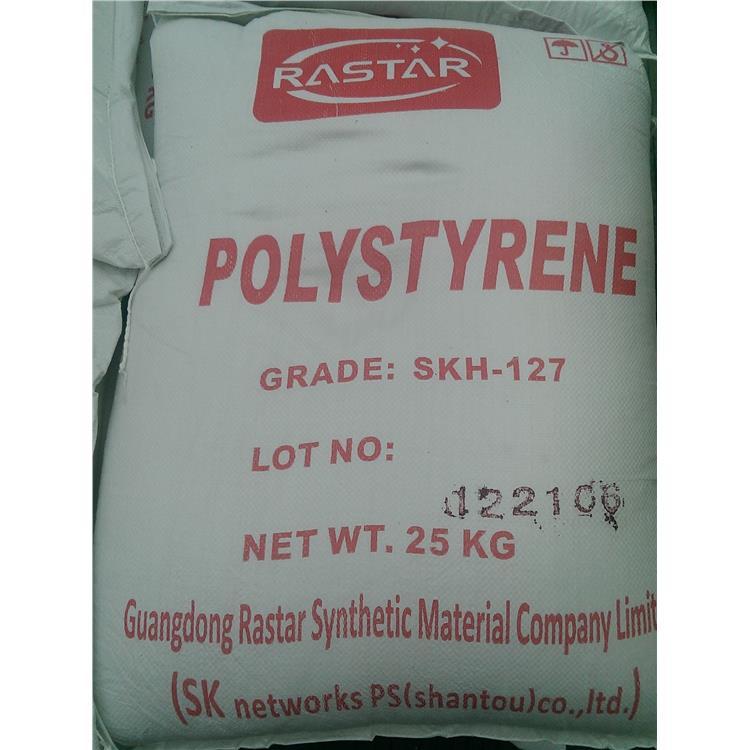 RASTAR
POLYSTYRENE
GRADE: SKH-127
LOT NO:
122106
NET WT. 25 KG
Guangdong Rastar Synthetic Material Company
(SK networks PS(shantou)co.,ltd.)